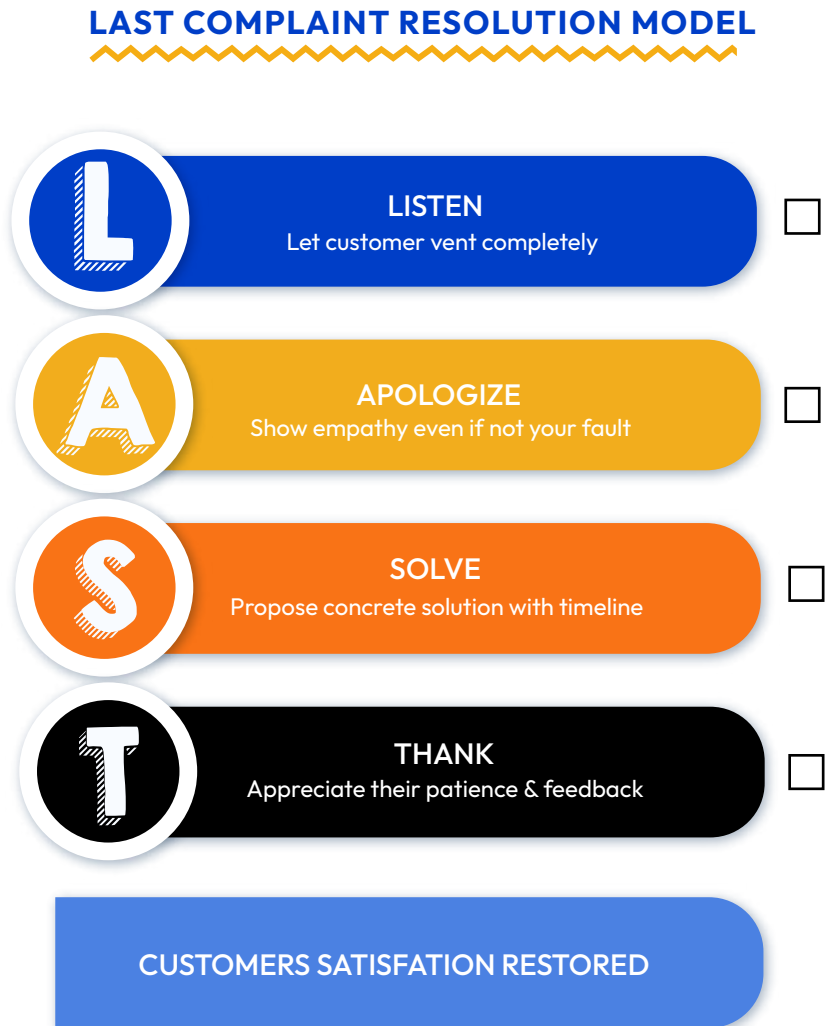 LAST COMPLAINT RESOLUTION MODEL
L
LISTEN
Let customer vent completely
A
APOLOGIZE
Show empathy even if not your fault
S
SOLVE
Propose concrete solution with timeline
T
THANK
Appreciate their patience & feedback
CUSTOMERS SATISFATION RESTORED